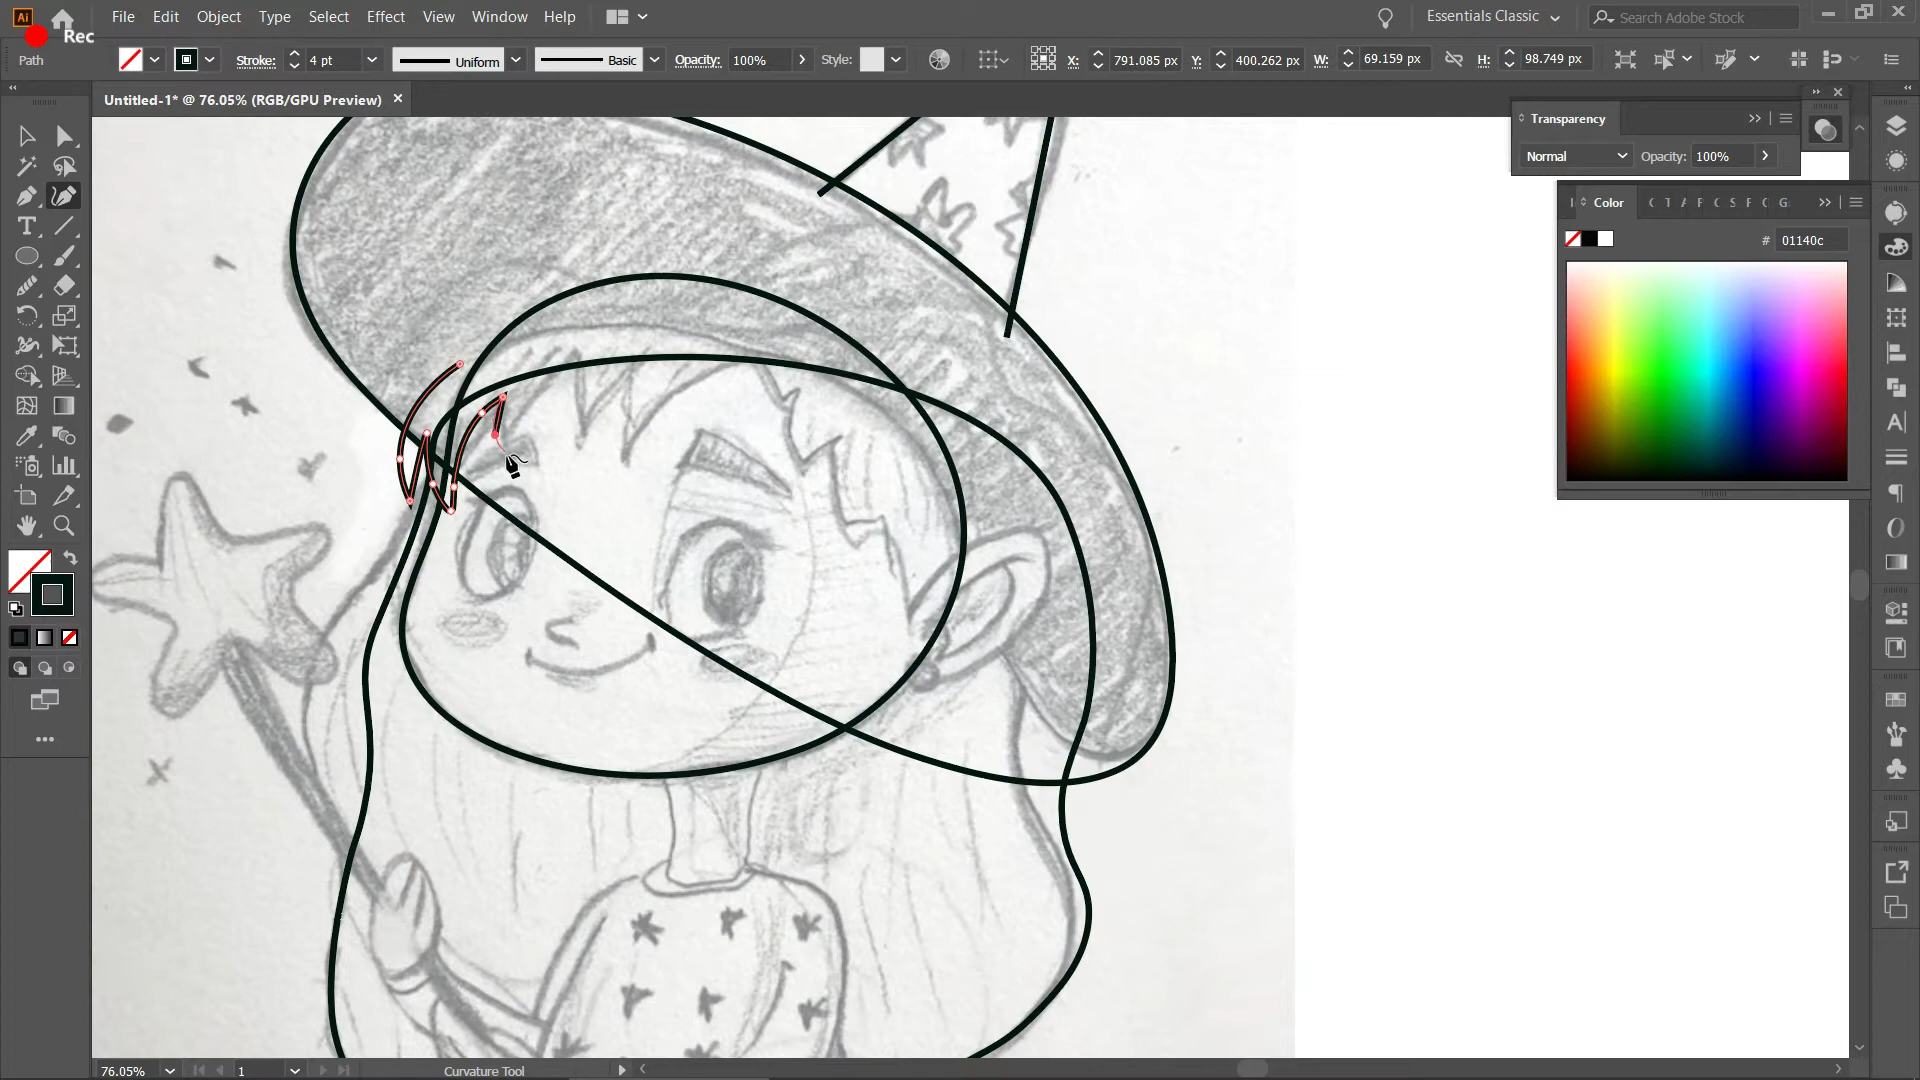 Ai File Edit Object Type Select Effect View Window Help Essentials Classic Search Adobe Stock
Rec
Path Stroke: 4 pt Uniform Basic Opacity: 100% Style: X: 791.085 px Y: 400.262 px W: 69.159 px H: 98.749 px
Untitled-1* @ 76.05% (RGB/GPU Preview)
Transparency
Normal Opacity: 100%
Color C T A F C S F C G
# 01140c
76.05% 1 Curvature Tool